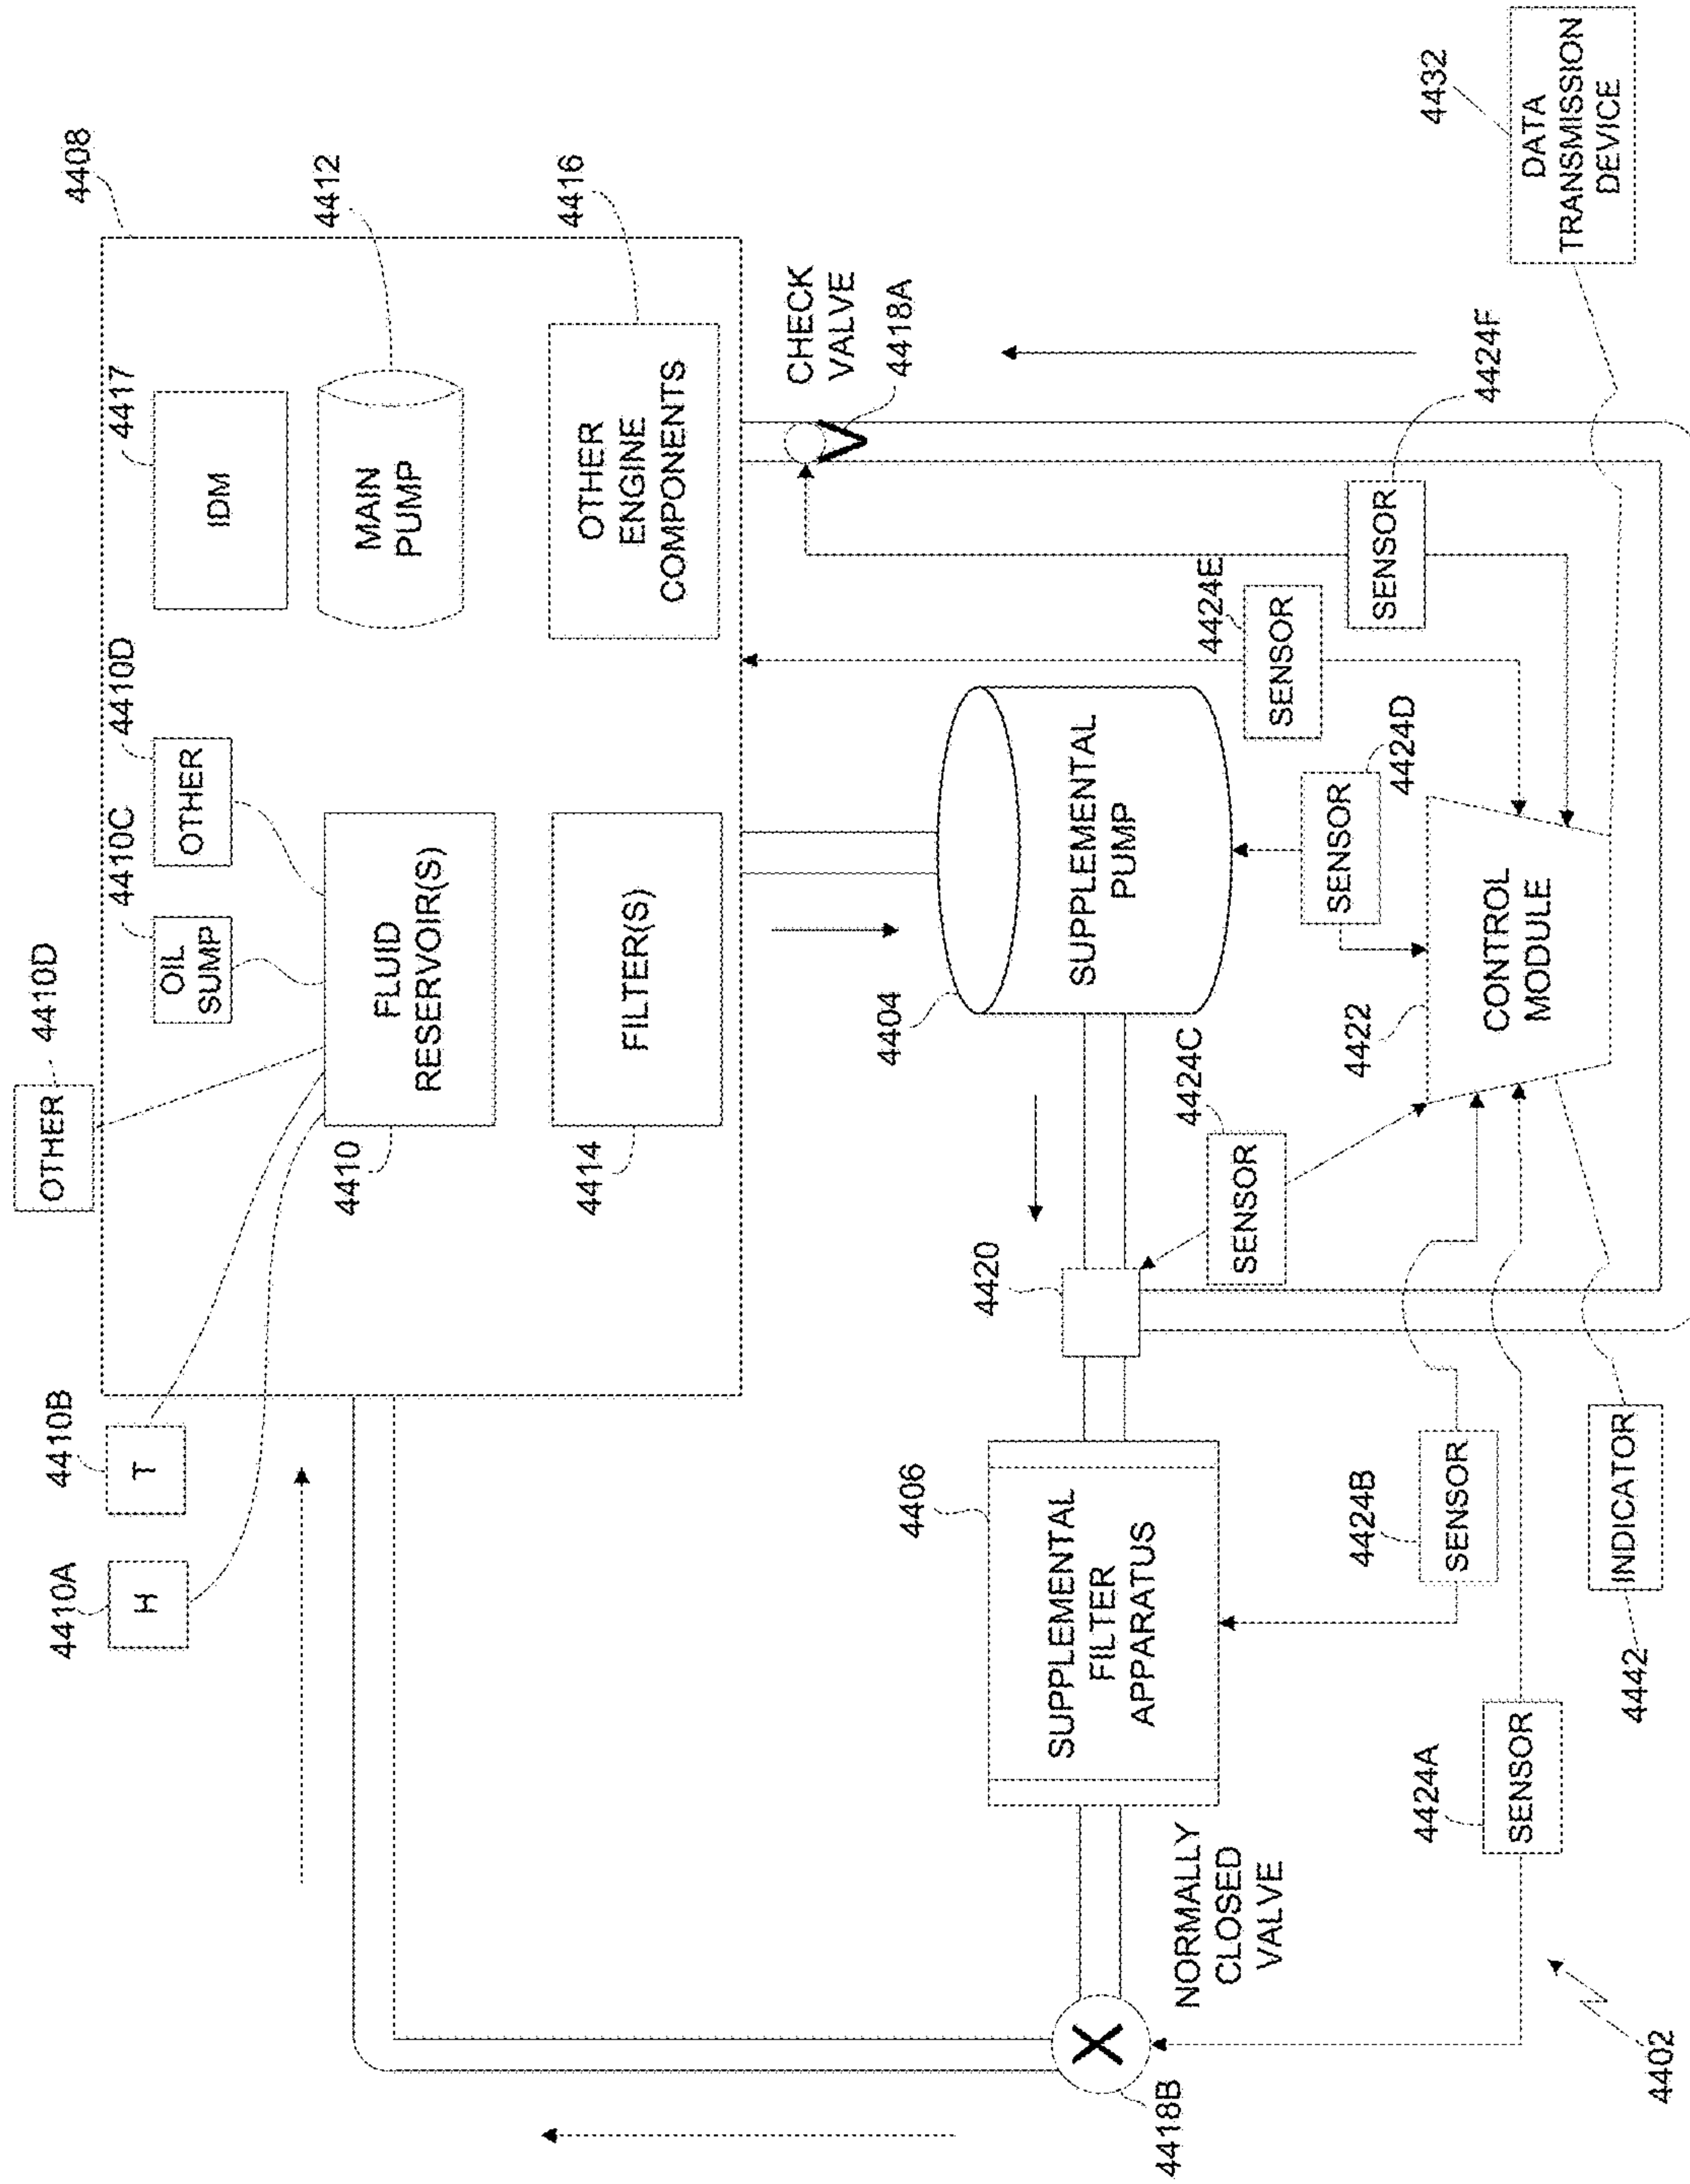 4408
4417
IDM
4412
MAIN
PUMP
4416
OTHER
ENGINE
COMPONENTS
4410D
OTHER
4410C
OIL
SUMP
4410D
OTHER
FLUID
RESERVOIR(S)
4410
FILTER(S)
4414
4410B
T
4410A
H
CHECK
VALVE
4418A
SUPPLEMENTAL
PUMP
4404
4420
4406
SUPPLEMENTAL
FILTER
APPARATUS
NORMALLY
CLOSED
VALVE
X
4418B
4424F
SENSOR
4424E
SENSOR
4424D
SENSOR
4424C
SENSOR
4424B
SENSOR
4424A
SENSOR
4422
CONTROL
MODULE
4432
DATA
TRANSMISSION
DEVICE
INDICATOR
4442
4402